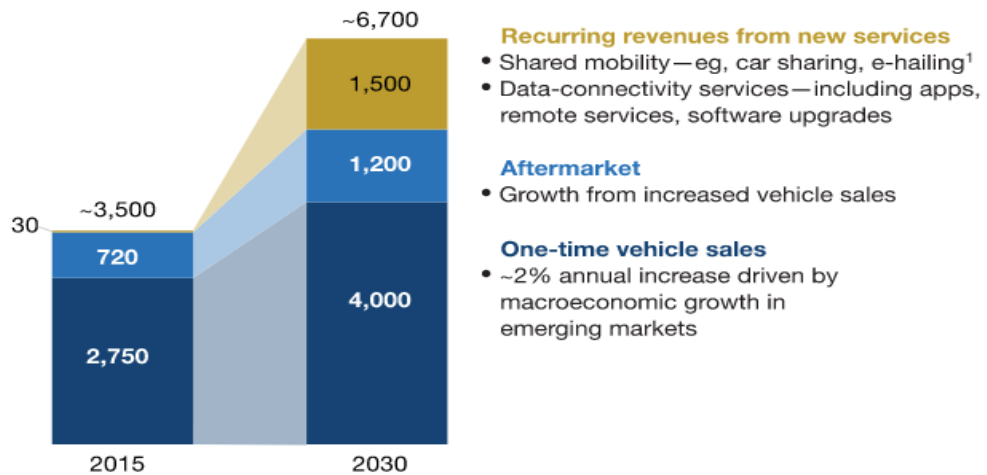 ~6,700
1,500
1,200
4,000
2030
~3,500
30
720
2,750
2015
Recurring revenues from new services
• Shared mobility—eg, car sharing, e-hailing¹
• Data-connectivity services—including apps,
remote services, software upgrades
Aftermarket
• Growth from increased vehicle sales
One-time vehicle sales
• ~2% annual increase driven by
macroeconomic growth in
emerging markets